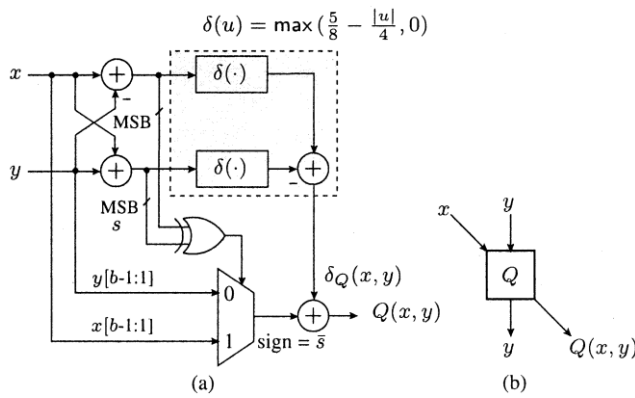 δ(u) = max (5/8 − |u|/4, 0)
x
+
-
δ(·)
MSB
y
+
δ(·)
-
+
MSB
s
y[b-1:1]
0
δ_Q(x, y)
x[b-1:1]
1
+
Q(x, y)
sign = s̄
(a)
x
y
Q
y
Q(x, y)
(b)